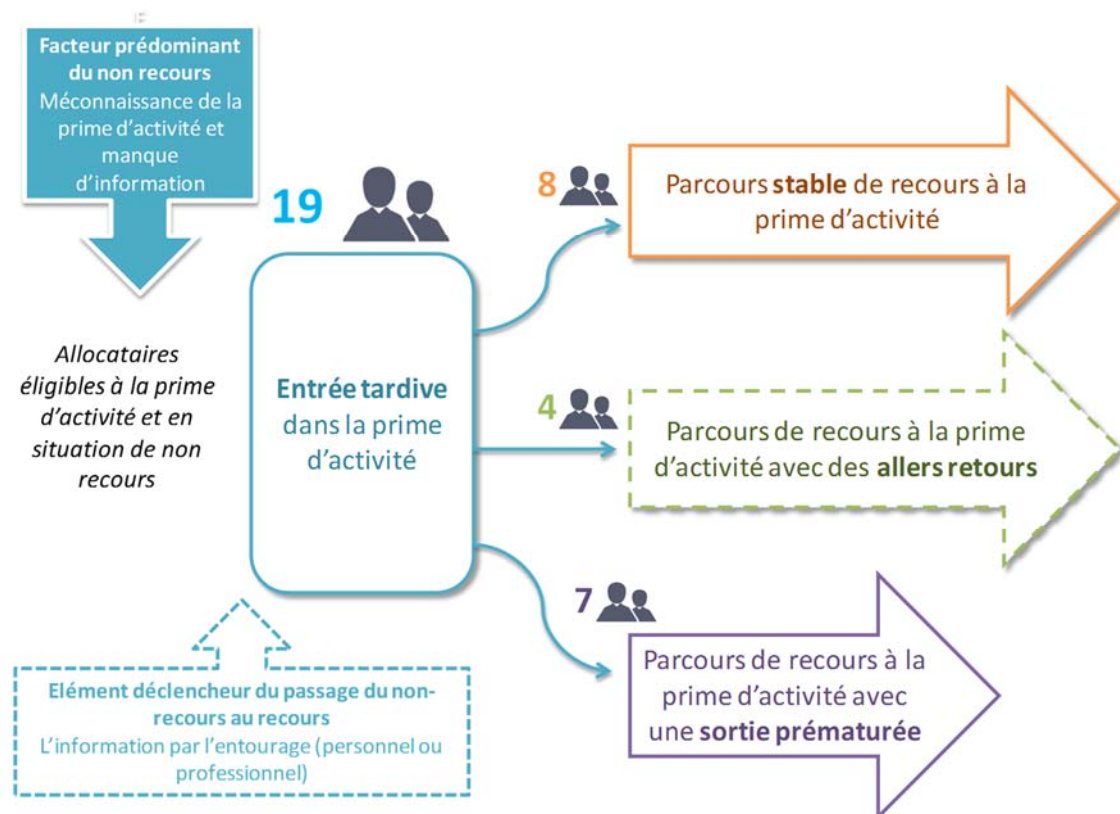 Facteur prédominant
du non recours
Méconnaissance de la
prime d'activité et
manque
d'information
Allocataires
éligibles à la prime
d'activité et en
situation de non
recours
19
Entrée tardive
dans la prime
d'activité
Elément déclencheur du passage du non-
recours au recours
L'information par l'entourage (personnel ou
professionnel)
8
Parcours stable de recours à la
prime d'activité
4
Parcours de recours à la prime
d'activité avec des allers retours
7
Parcours de recours à la
prime d'activité avec
une sortie prématurée